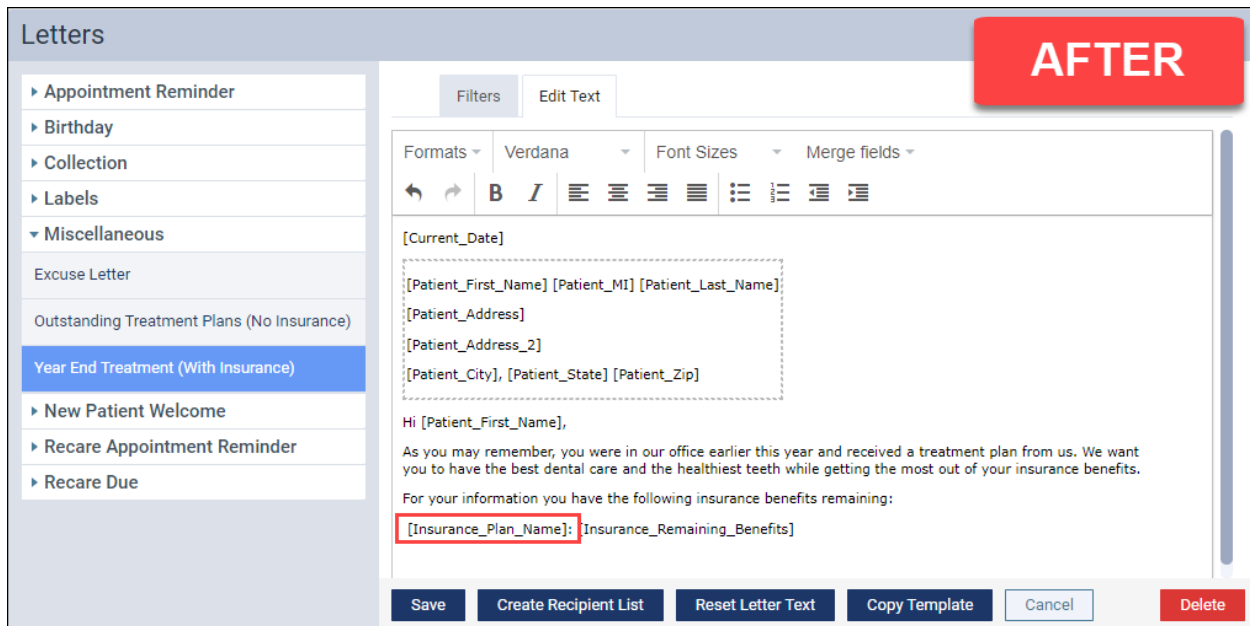 Letters
AFTER
Appointment Reminder
Birthday
Collection
Labels
Miscellaneous
Excuse Letter
Outstanding Treatment Plans (No Insurance)
Year End Treatment (With Insurance)
New Patient Welcome
Recare Appointment Reminder
Recare Due
Filters
Edit Text
Formats
Verdana
Font Sizes
Merge fields
B I
[Current_Date]
[Patient_First_Name] [Patient_MI] [Patient_Last_Name]
[Patient_Address]
[Patient_Address_2]
[Patient_City], [Patient_State] [Patient_Zip]
Hi [Patient_First_Name],
As you may remember, you were in our office earlier this year and received a treatment plan from us. We want
you to have the best dental care and the healthiest teeth while getting the most out of your insurance benefits.
For your information you have the following insurance benefits remaining:
[Insurance_Plan_Name]: [Insurance_Remaining_Benefits]
Save
Create Recipient List
Reset Letter Text
Copy Template
Cancel
Delete